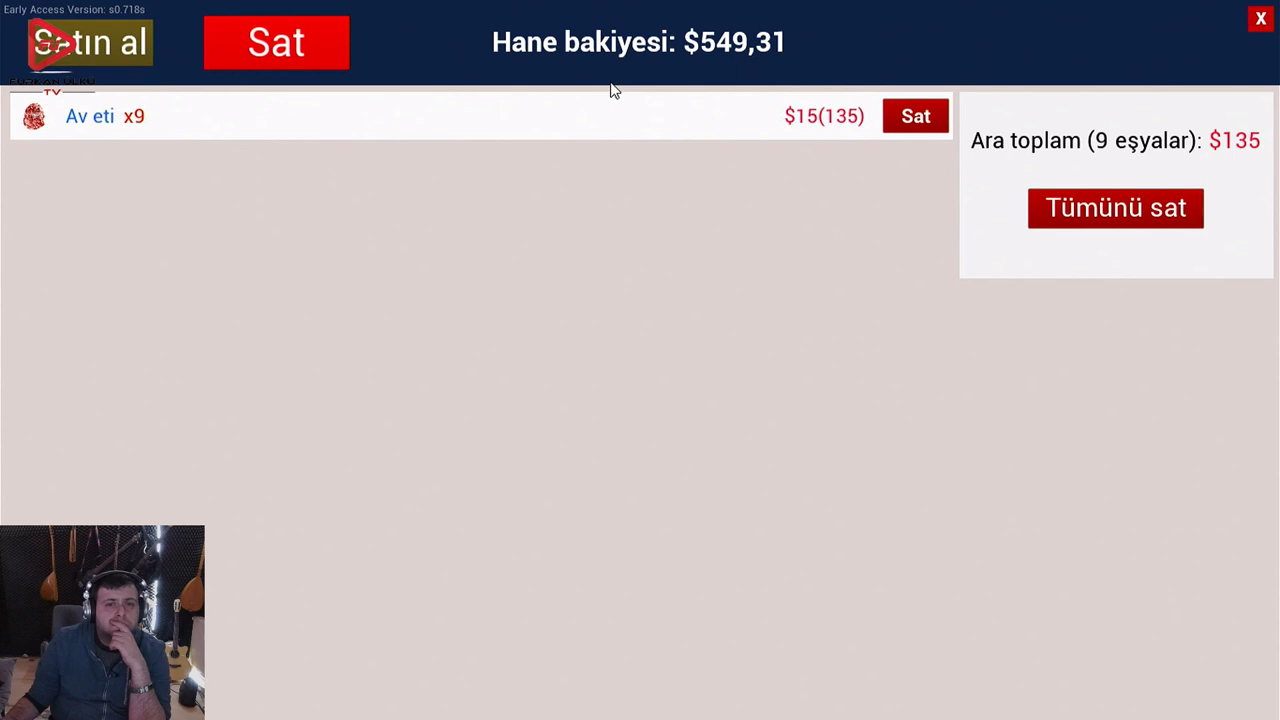 Early Access Version: s0.718s
Satın al
Sat
Hane bakiyesi: $549,31
X
TV
Av eti x9
$15(135)
Sat
Ara toplam (9 eşyalar): $135
Tümünü sat